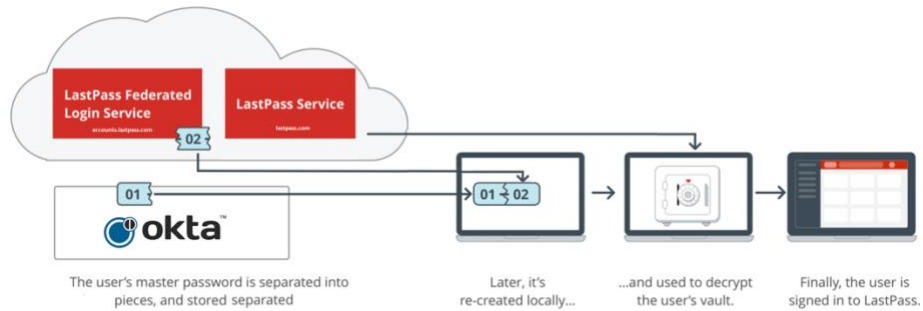 LastPass Federated
Login Service
accounts.lastpass.com
LastPass Service
lastpass.com
02
01
okta™
01 02
The user's master password is separated into
pieces, and stored separated
Later, it's
re-created locally...
...and used to decrypt
the user's vault.
Finally, the user is
signed in to LastPass.